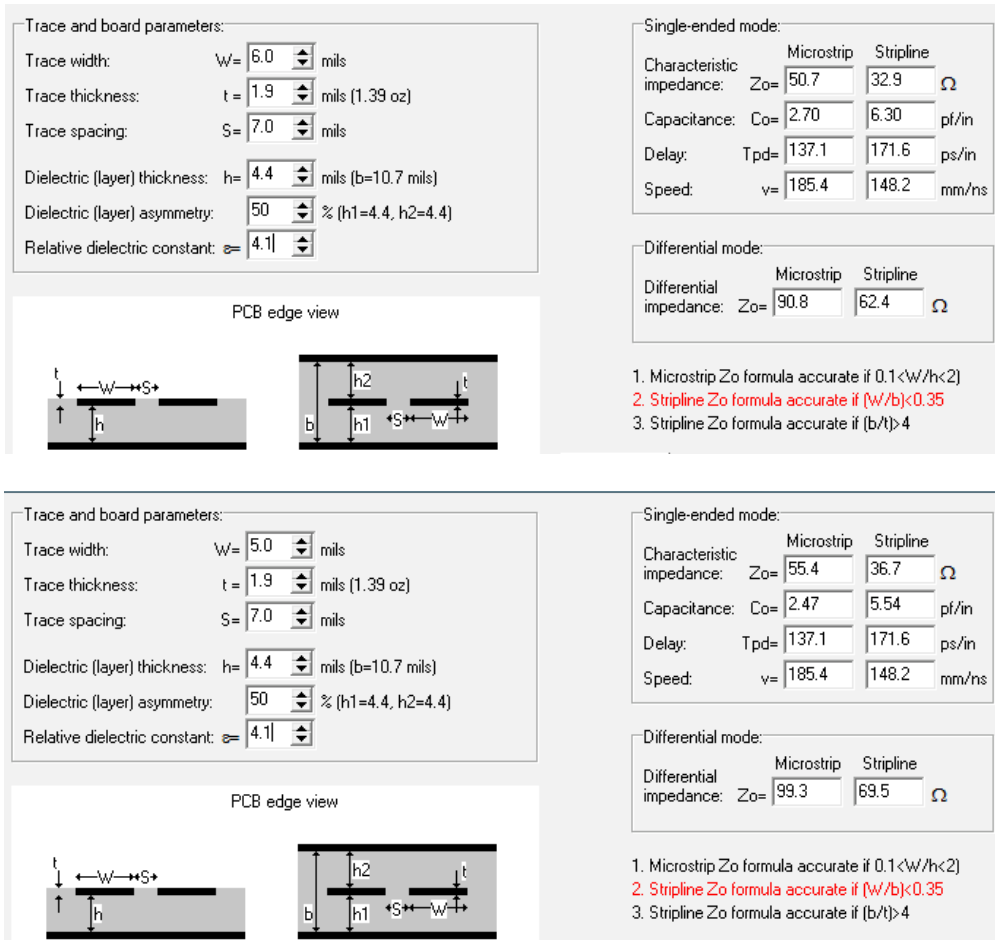 Trace and board parameters:
Trace width: W= 6.0 mils
Trace thickness: t = 1.9 mils (1.39 oz)
Trace spacing: S= 7.0 mils
Dielectric (layer) thickness: h= 4.4 mils (b=10.7 mils)
Dielectric (layer) asymmetry: 50 % (h1=4.4, h2=4.4)
Relative dielectric constant: ε= 4.1
Single-ended mode:
Microstrip Stripline
Characteristic
impedance: Zo= 50.7 32.9 Ω
Capacitance: Co= 2.70 6.30 pf/in
Delay: Tpd= 137.1 171.6 ps/in
Speed: v= 185.4 148.2 mm/ns
Differential mode:
Microstrip Stripline
Differential
impedance: Zo= 90.8 62.4 Ω
PCB edge view
t W S h
b h2 h1 S W t
1. Microstrip Zo formula accurate if 0.1<W/h<2)
2. Stripline Zo formula accurate if (W/b)<0.35
3. Stripline Zo formula accurate if (b/t)>4
Trace and board parameters:
Trace width: W= 5.0 mils
Trace thickness: t = 1.9 mils (1.39 oz)
Trace spacing: S= 7.0 mils
Dielectric (layer) thickness: h= 4.4 mils (b=10.7 mils)
Dielectric (layer) asymmetry: 50 % (h1=4.4, h2=4.4)
Relative dielectric constant: ε= 4.1
Single-ended mode:
Microstrip Stripline
Characteristic
impedance: Zo= 55.4 36.7 Ω
Capacitance: Co= 2.47 5.54 pf/in
Delay: Tpd= 137.1 171.6 ps/in
Speed: v= 185.4 148.2 mm/ns
Differential mode:
Microstrip Stripline
Differential
impedance: Zo= 99.3 69.5 Ω
PCB edge view
t W S h
b h2 h1 S W t
1. Microstrip Zo formula accurate if 0.1<W/h<2)
2. Stripline Zo formula accurate if (W/b)<0.35
3. Stripline Zo formula accurate if (b/t)>4